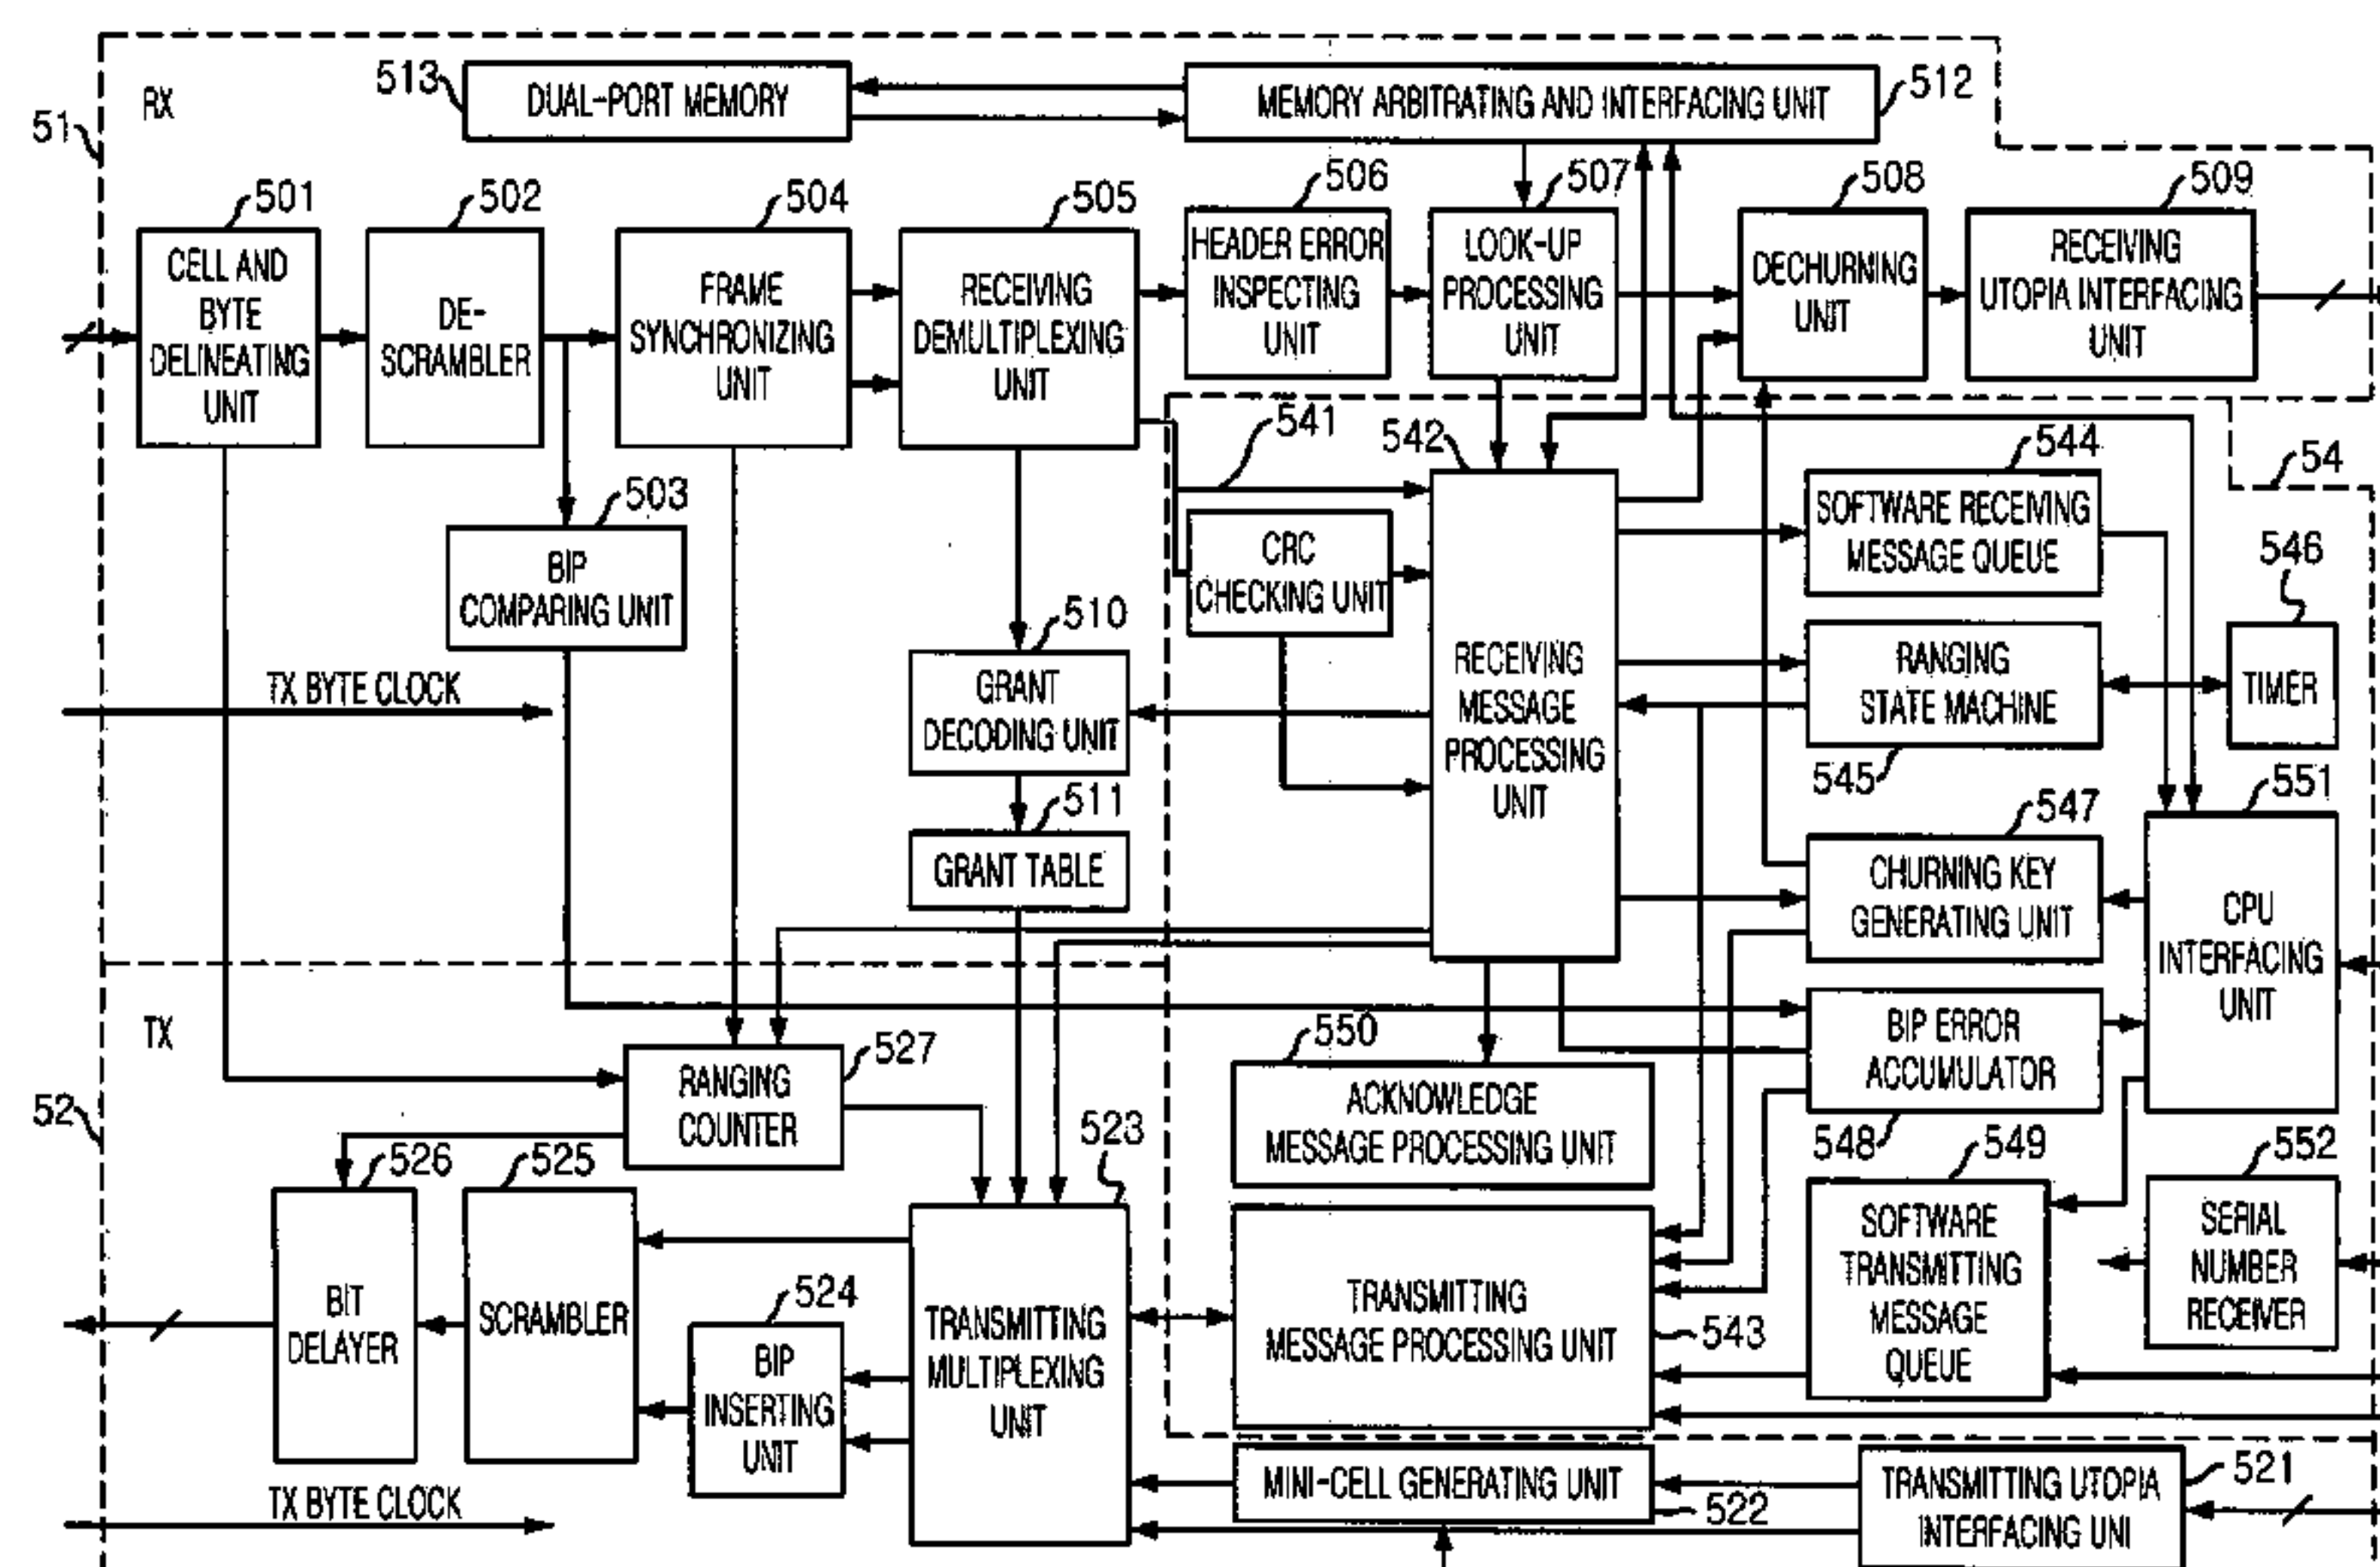 513
DUAL-PORT MEMORY
MEMORY ARBITRATING AND INTERFACING UNIT
512
RX
51
501
502
504
505
506
507
508
509
CELL AND
BYTE
DELINEATING
UNIT
DE-
SCRAMBLER
FRAME
SYNCHRONIZING
UNIT
RECEIVING
DEMULTIPLEXING
UNIT
HEADER ERROR
INSPECTING
UNIT
LOOK-UP
PROCESSING
UNIT
DECHURNING
UNIT
RECEIVING
UTOPIA INTERFACING
UNIT
541
542
544
54
503
BIP
COMPARING UNIT
CRC
CHECKING UNIT
SOFTWARE RECEIVING
MESSAGE QUEUE
546
510
GRANT
DECODING UNIT
RECEIVING
MESSAGE
PROCESSING
UNIT
RANGING
STATE MACHINE
TIMER
TX BYTE CLOCK
545
551
511
GRANT TABLE
547
CHURNING KEY
GENERATING UNIT
CPU
INTERFACING
UNIT
TX
52
527
RANGING
COUNTER
550
ACKNOWLEDGE
MESSAGE PROCESSING UNIT
BIP ERROR
ACCUMULATOR
548
549
552
526
525
523
BIT
DELAYER
SCRAMBLER
524
BIP
INSERTING
UNIT
TRANSMITTING
MULTIPLEXING
UNIT
TRANSMITTING
MESSAGE PROCESSING UNIT
543
SOFTWARE
TRANSMITTING
MESSAGE
QUEUE
SERIAL
NUMBER
RECEIVER
TX BYTE CLOCK
MINI-CELL GENERATING UNIT
522
TRANSMITTING UTOPIA
INTERFACING UNI
521